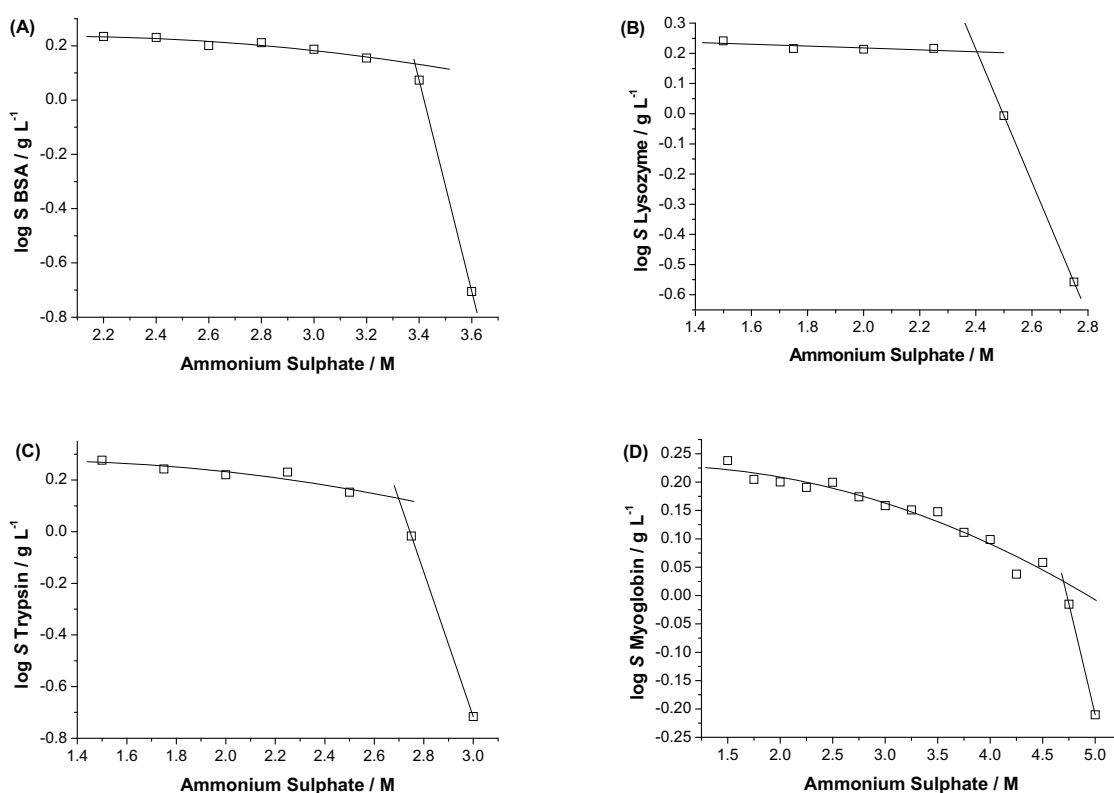 (A)
0.2
0.0
-0.2
-0.4
-0.6
-0.8
log S BSA / g L⁻¹
2.2 2.4 2.6 2.8 3.0 3.2 3.4 3.6
Ammonium Sulphate / M
(B)
0.3
0.2
0.1
0.0
-0.1
-0.2
-0.3
-0.4
-0.5
-0.6
log S Lysozyme / g L⁻¹
1.4 1.6 1.8 2.0 2.2 2.4 2.6 2.8
Ammonium Sulphate / M
(C)
0.2
0.0
-0.2
-0.4
-0.6
-0.8
log S Trypsin / g L⁻¹
1.4 1.6 1.8 2.0 2.2 2.4 2.6 2.8 3.0
Ammonium Sulphate / M
(D)
0.25
0.20
0.15
0.10
0.05
0.00
-0.05
-0.10
-0.15
-0.20
-0.25
log S Myoglobin / g L⁻¹
1.5 2.0 2.5 3.0 3.5 4.0 4.5 5.0
Ammonium Sulphate / M